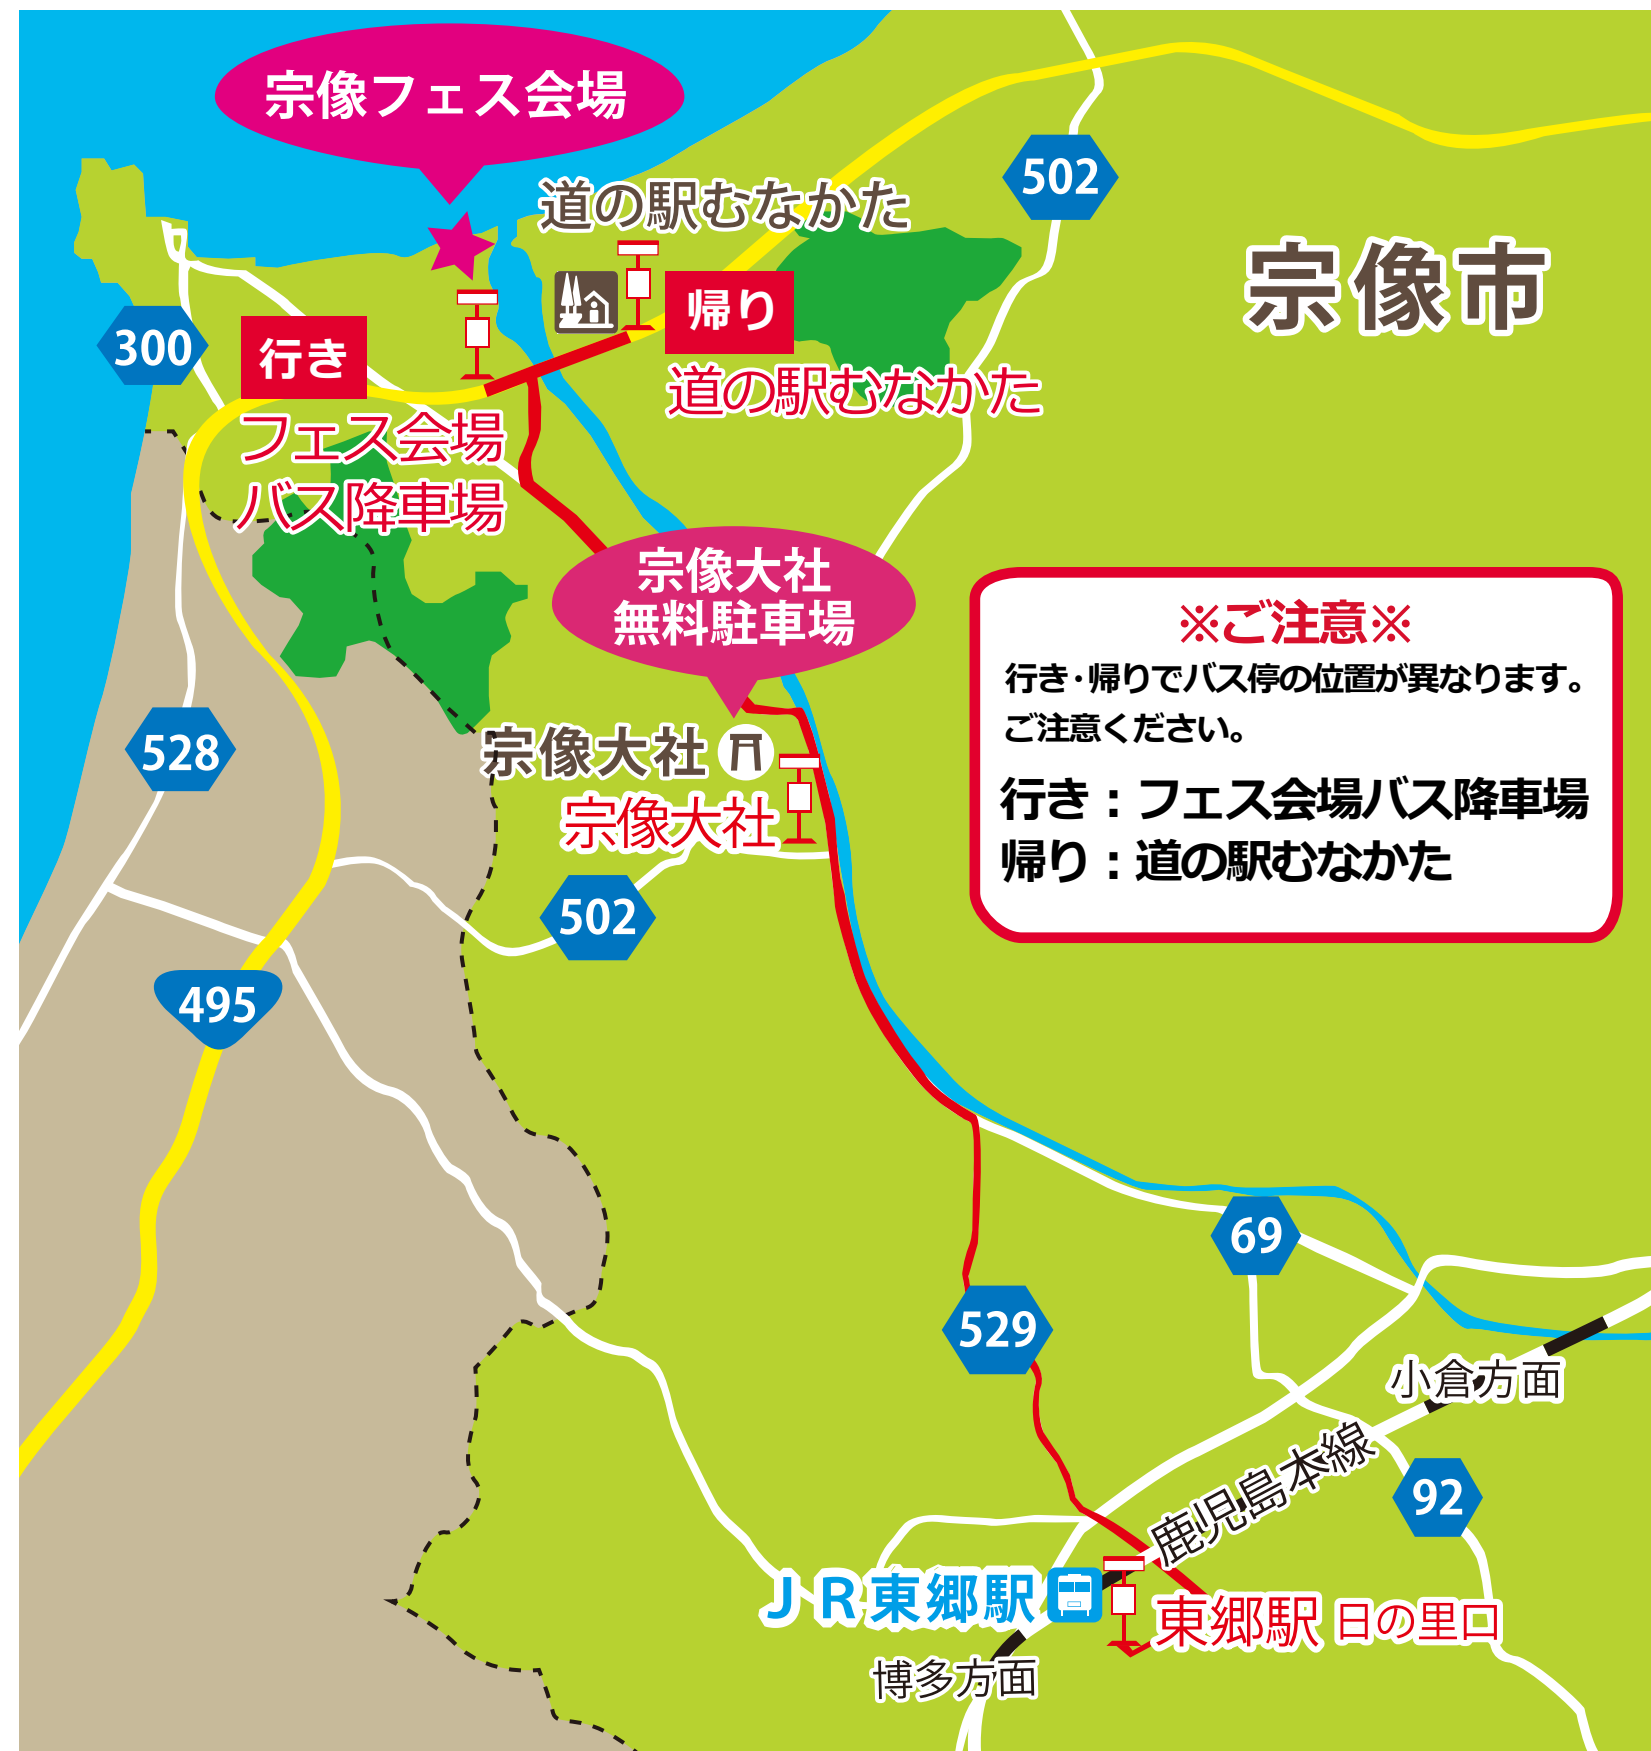 宗像フェス会場
道の駅むなかた
502
宗像市
帰り
道の駅むなかた
300
行き
フェス会場
バス降車場
宗像大社
無料駐車場
※ご注意※
行き・帰りでバス停の位置が異なります。
ご注意ください。
行き：フェス会場バス降車場
帰り：道の駅むなかた
528
宗像大社
宗像大社
502
495
69
529
小倉方面
鹿児島本線
92
ＪＲ東郷駅
東郷駅 日の里口
博多方面